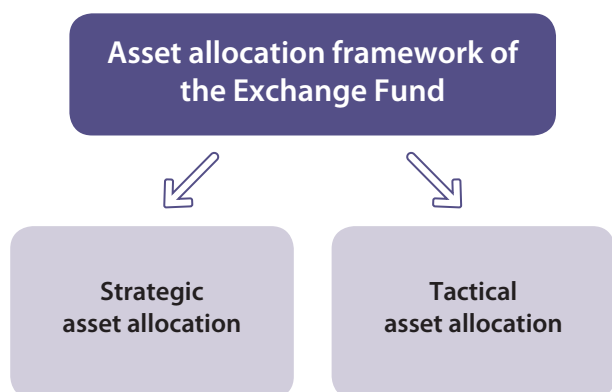 Asset allocation framework of
the Exchange Fund
Strategic
asset allocation
Tactical
asset allocation